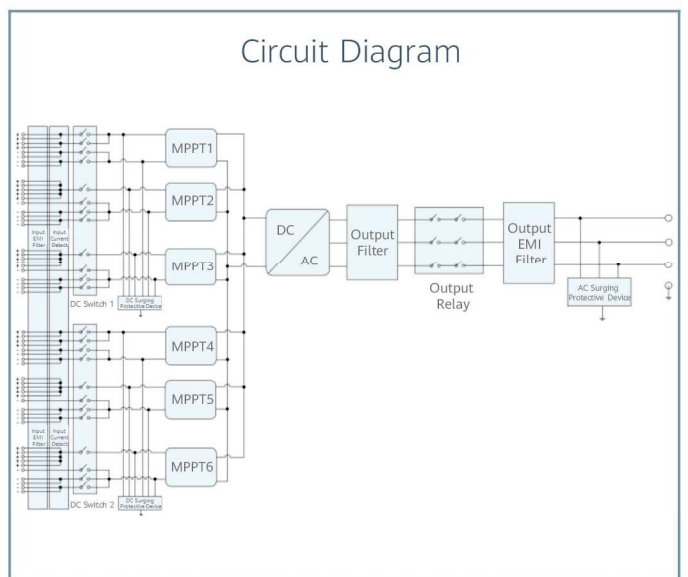 Circuit Diagram
MPPT1
MPPT2
MPPT3
Input
EMI
Filter
Input
Current
Detect
DC Switch 1
DC Surging
Protective Device
MPPT4
MPPT5
MPPT6
Input
EMI
Filter
Input
Current
Detect
DC Switch 2
DC Surging
Protective Device
DC
AC
Output
Filter
Output
Relay
Output
EMI
Filter
AC Surging
Protective Device